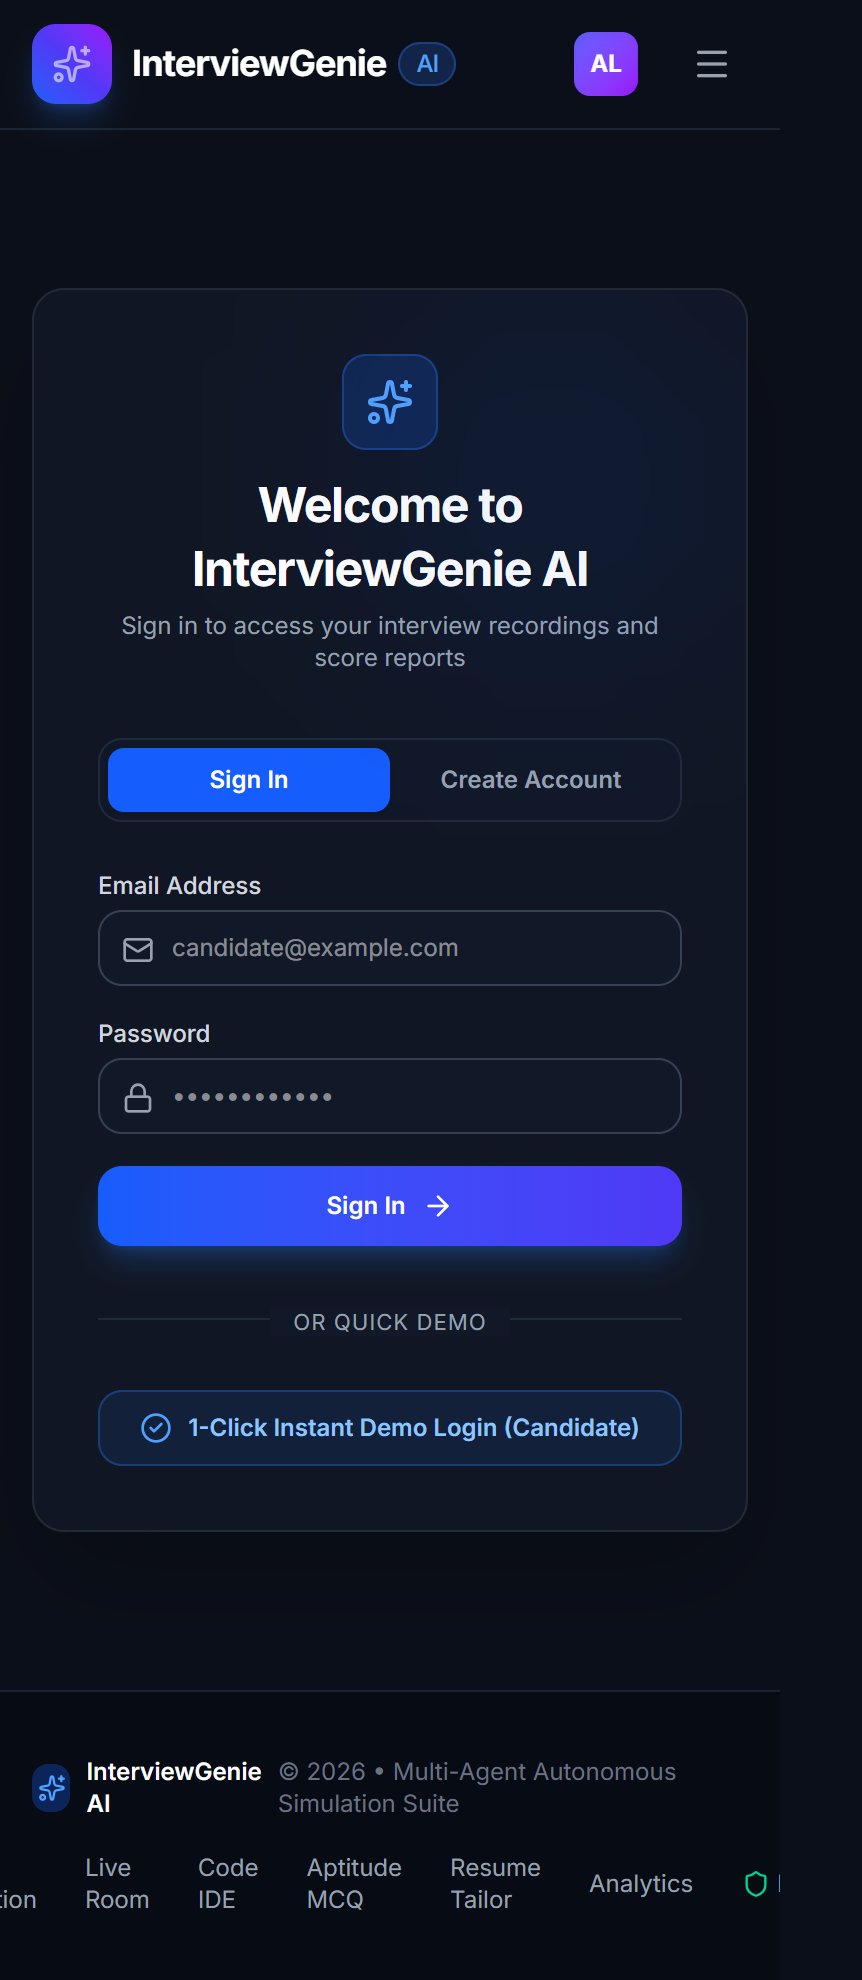 InterviewGenie AI AL
Welcome to
InterviewGenie AI
Sign in to access your interview recordings and
score reports
Sign In Create Account
Email Address
candidate@example.com
Password
••••••••••••
Sign In →
OR QUICK DEMO
1-Click Instant Demo Login (Candidate)
InterviewGenie
AI
© 2026 • Multi-Agent Autonomous
Simulation Suite
tion
Live
Room
Code
IDE
Aptitude
MCQ
Resume
Tailor
Analytics